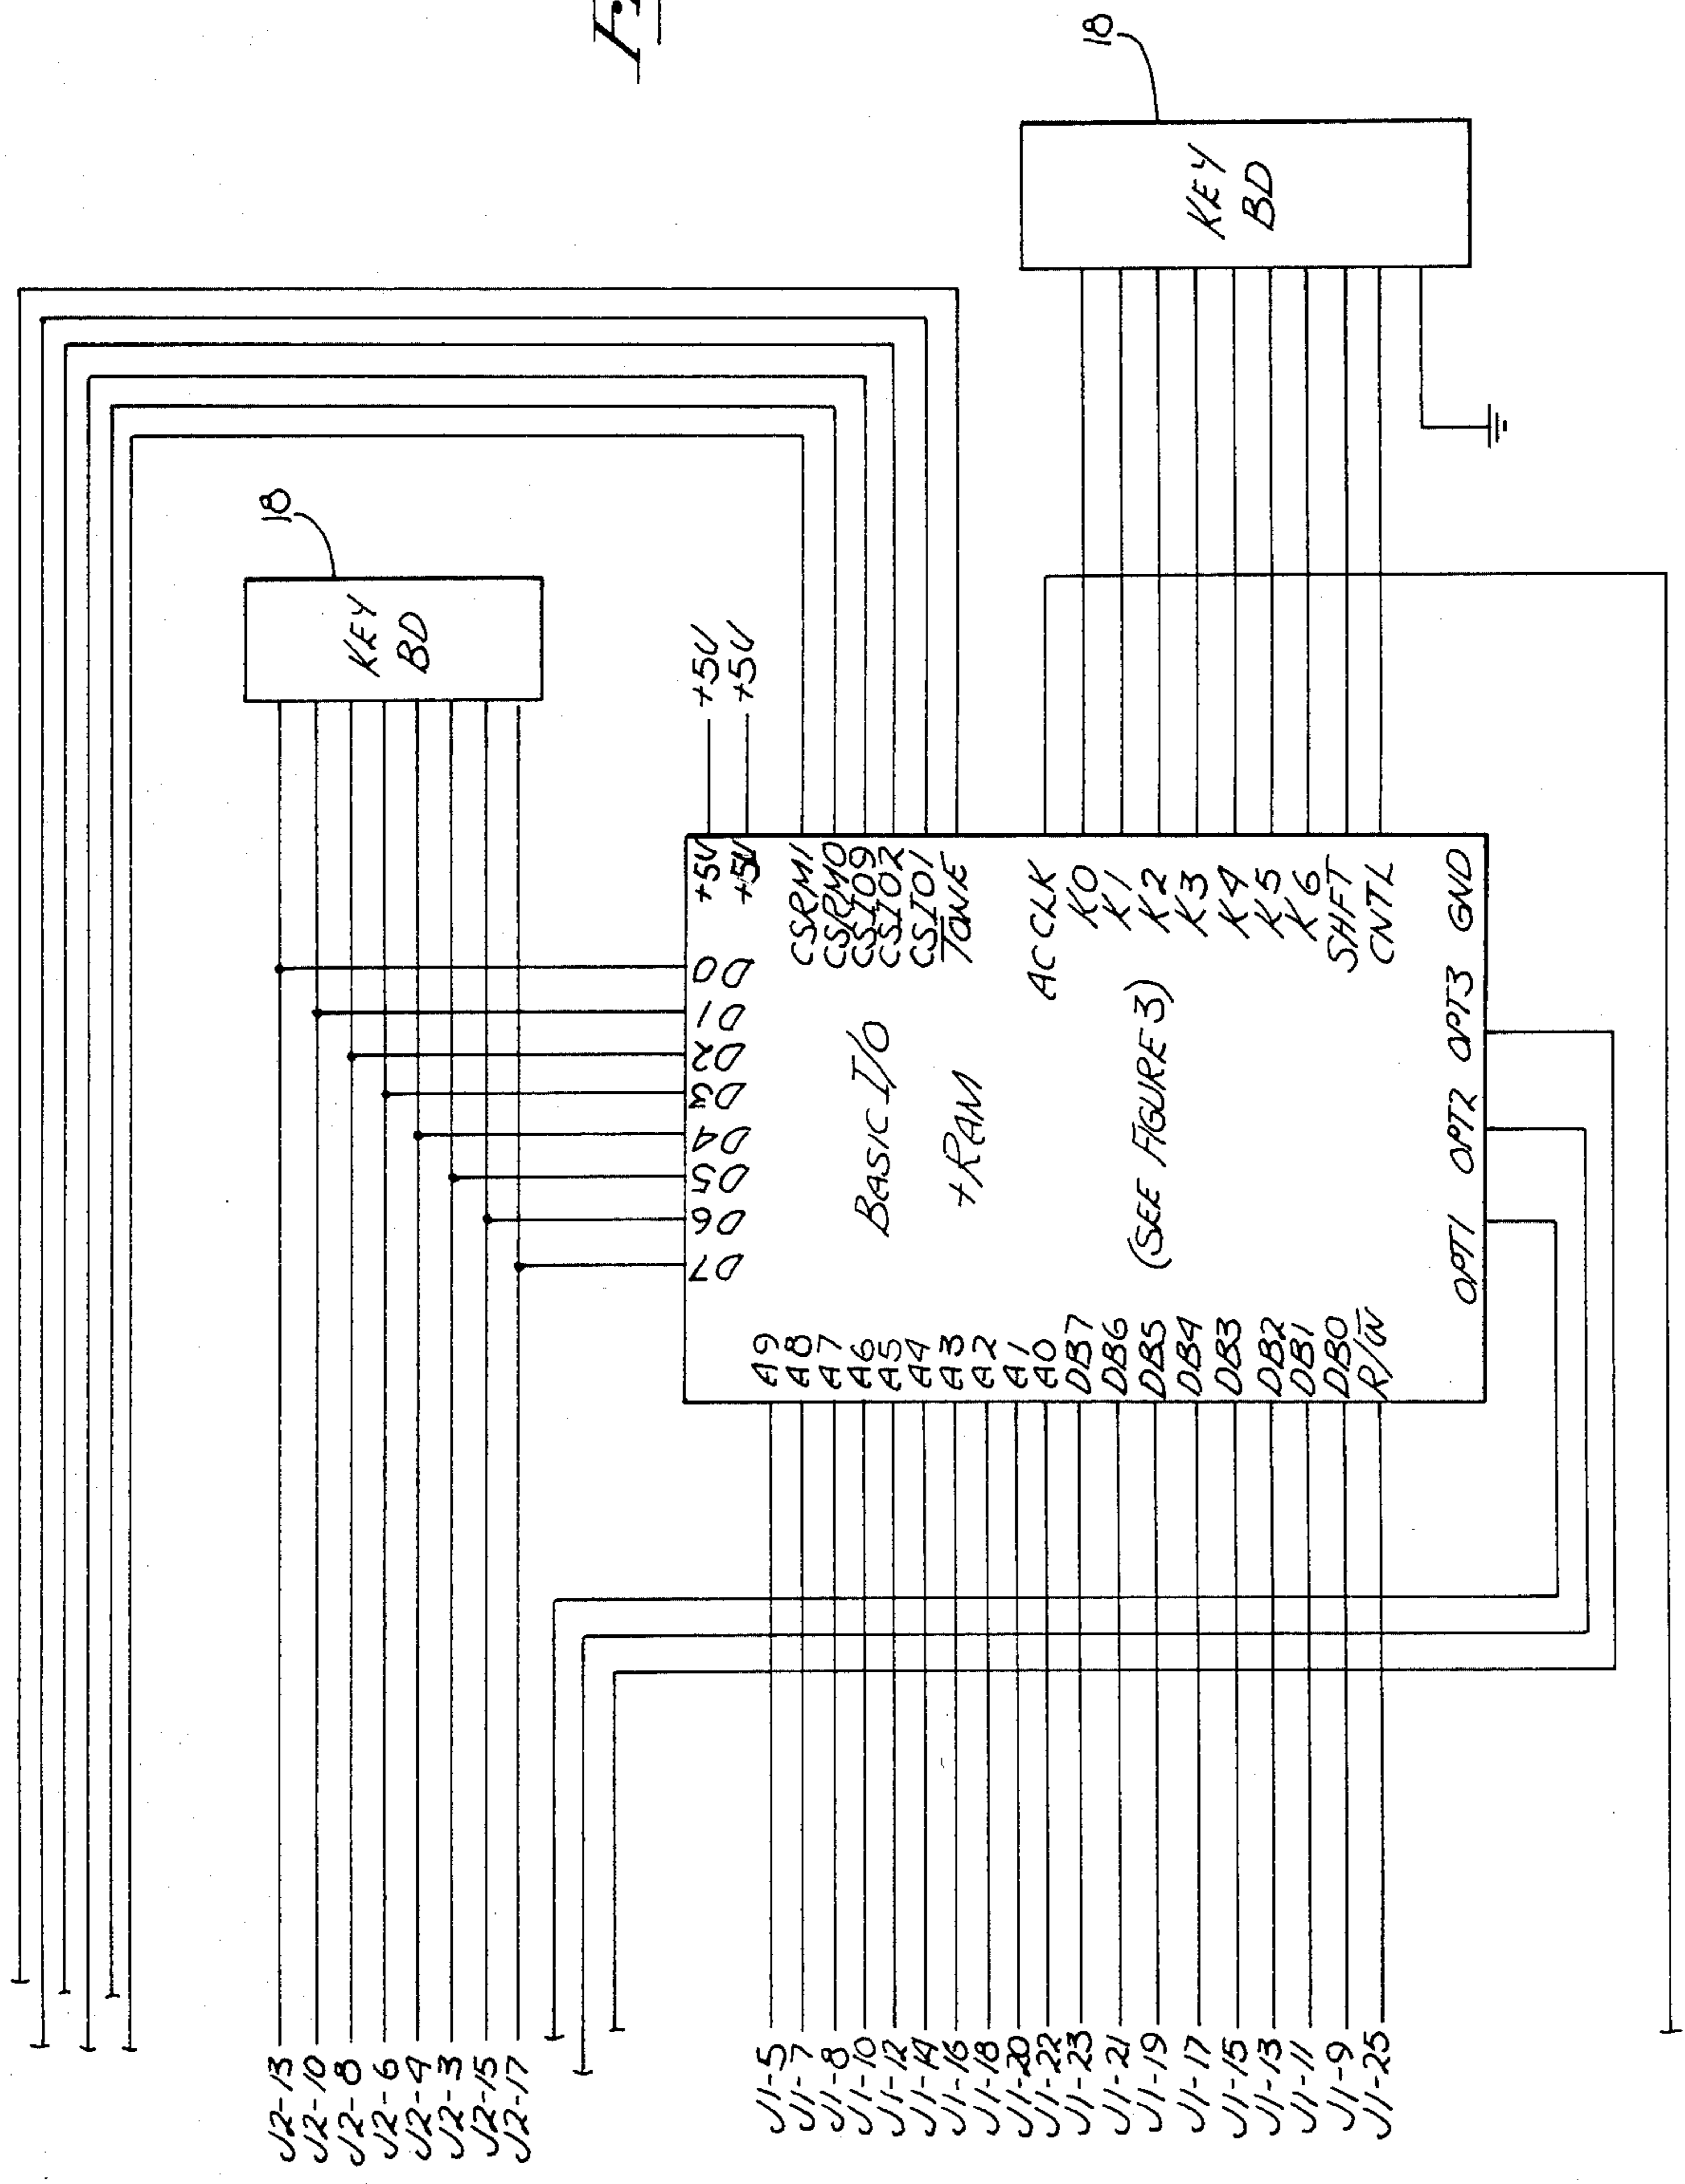 18
KEY
BD
18
KEY
BD
+5V
+5V
+5V
+5V
D0
D1
D2
D3
D4
D5
D6
D7
CSRM1
CSRM0
CSIO9
CSIO2
CSIO1
TONE
BASIC I/O
+RAM
(SEE FIGURE 3)
AC CLK
K0
K1
K2
K3
K4
K5
K6
SHFT
CNTL
GND
OPT1
OPT2
OPT3
A9
A8
A7
A6
A5
A4
A3
A2
A1
A0
DB7
DB6
DB5
DB4
DB3
DB2
DB1
DB0
R/W̅
J2-13
J2-10
J2-8
J2-6
J2-4
J2-3
J2-15
J2-17
J1-5
J1-7
J1-8
J1-10
J1-12
J1-14
J1-16
J1-18
J1-20
J1-22
J1-23
J1-21
J1-19
J1-17
J1-15
J1-13
J1-11
J1-9
J1-25